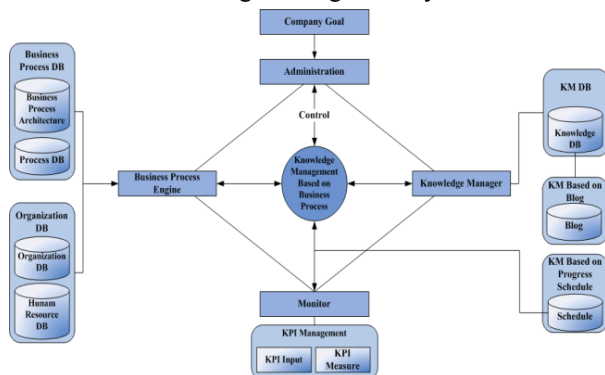 Company Goal
Administration
Control
Business
Process DB
Business
Process
Architecture
Process DB
Organization
DB
Organization
DB
Hunam
Resource
DB
Business Process
Engine
Knowledge
Management
Based on
Business
Process
Knowledge Manager
KM DB
Knowledge
DB
KM Based on
Blog
Blog
KM Based on
Progress
Schedule
Schedule
Monitor
KPI Management
KPI Input
KPI
Measure